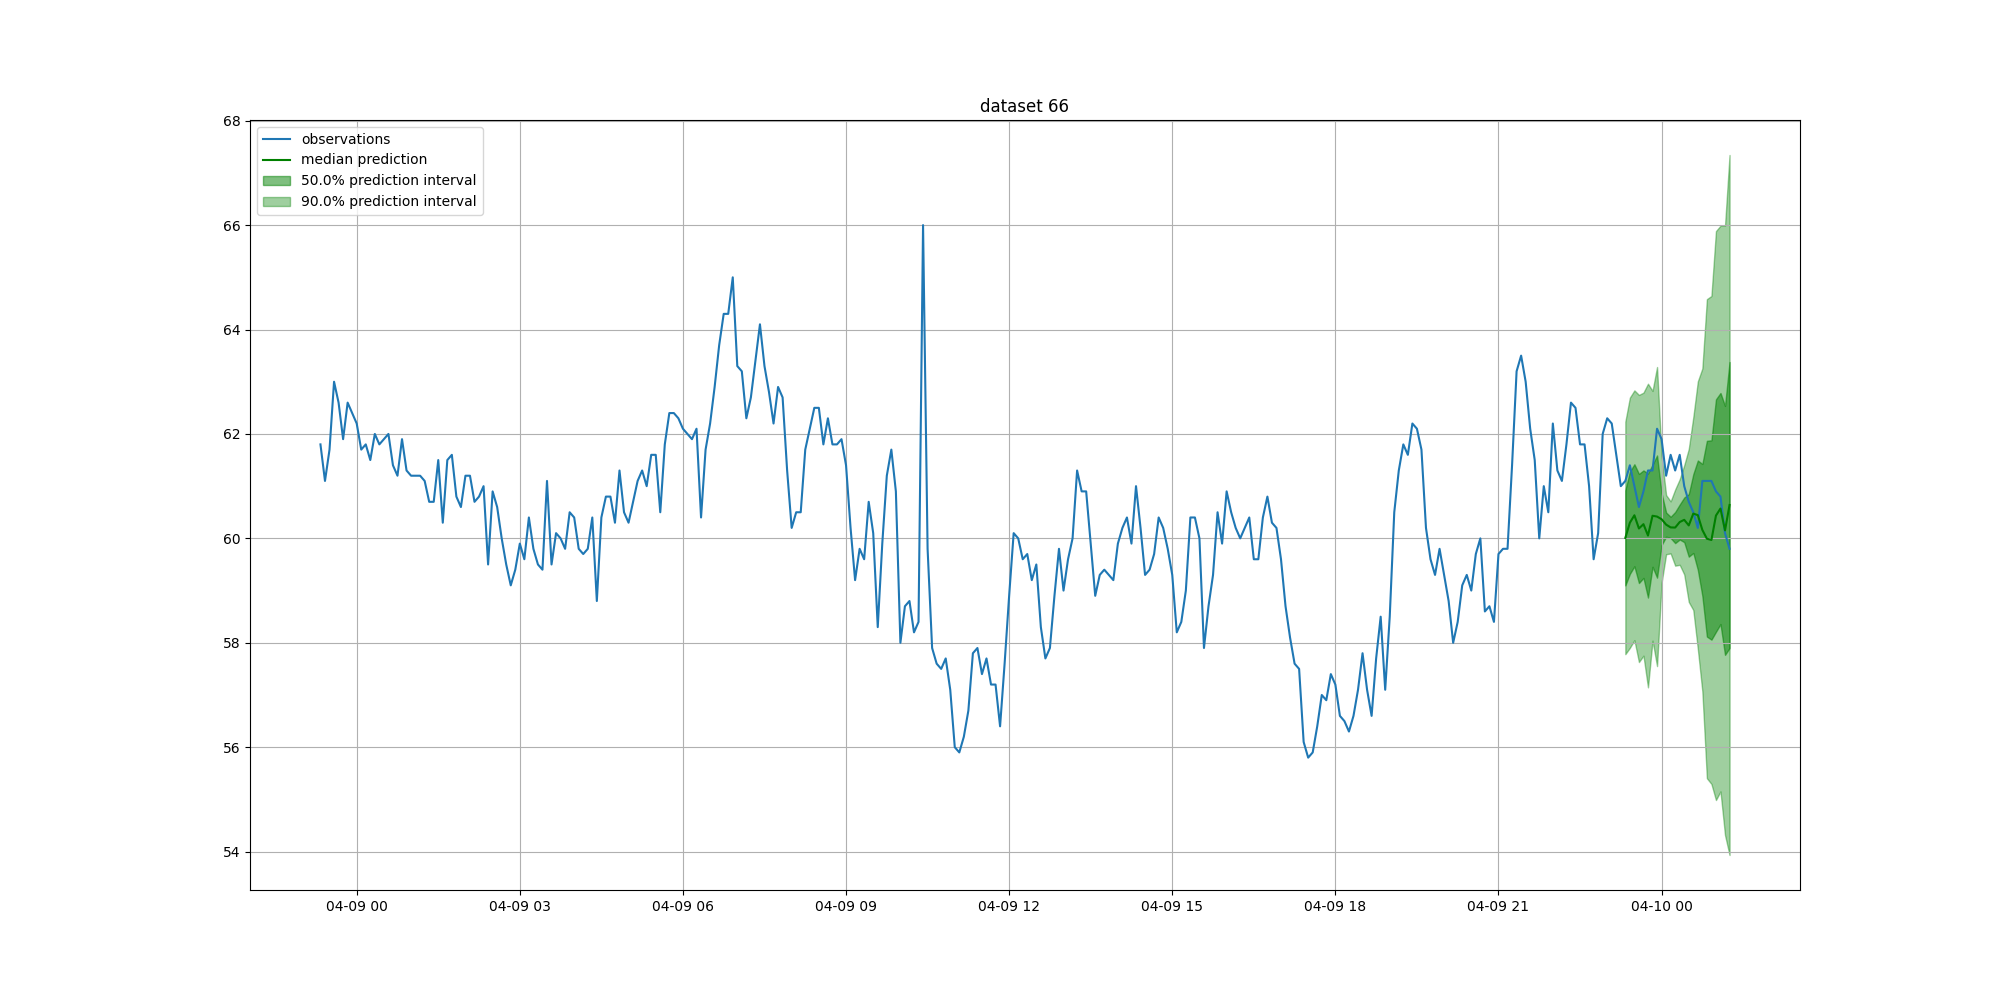 dataset 66
observations
median prediction
50.0% prediction interval
90.0% prediction interval
68
66
64
62
60
58
56
54
04-09 00 04-09 03 04-09 06 04-09 09 04-09 12 04-09 15 04-09 18 04-09 21 04-10 00